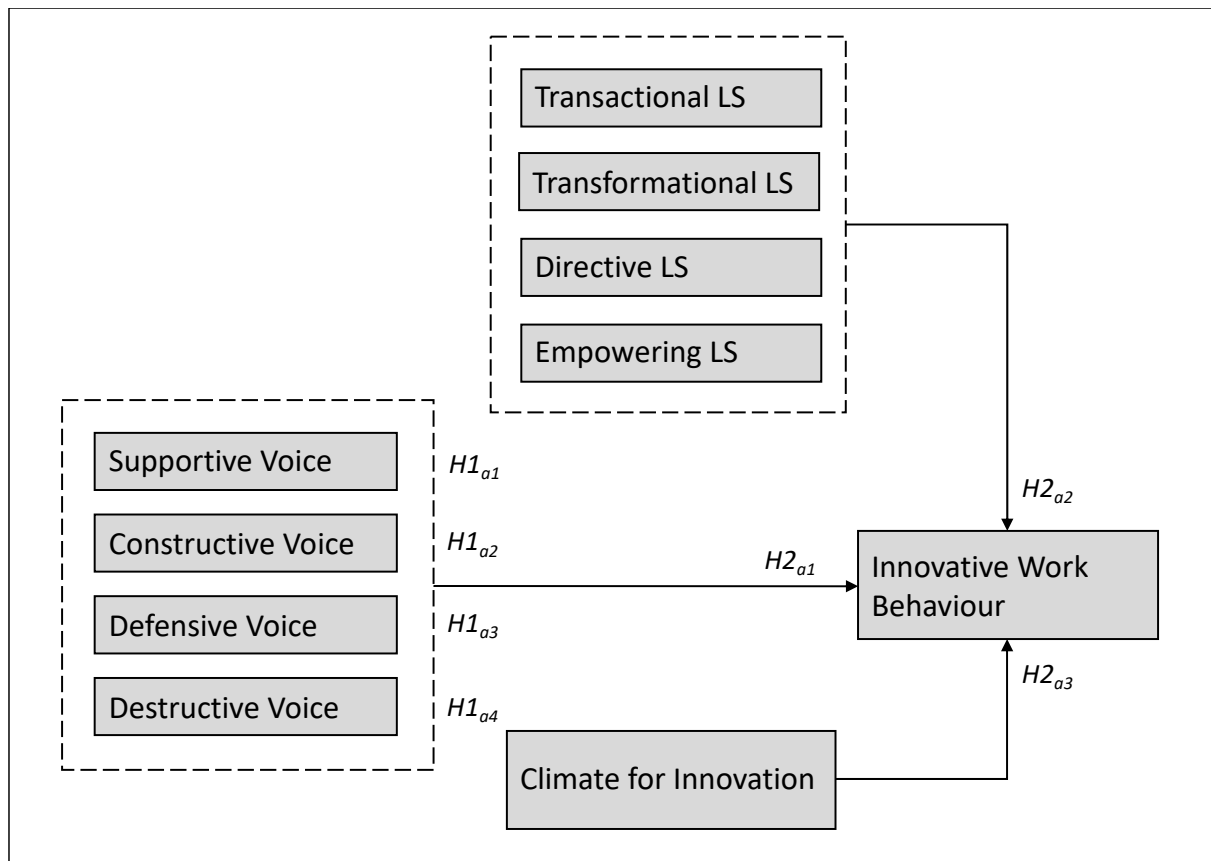 Transactional LS
Transformational LS
Directive LS
Empowering LS
Supportive Voice
H1a1
Constructive Voice
H1a2
Defensive Voice
H1a3
Destructive Voice
H1a4
H2a1
H2a2
Innovative Work
Behaviour
H2a3
Climate for Innovation